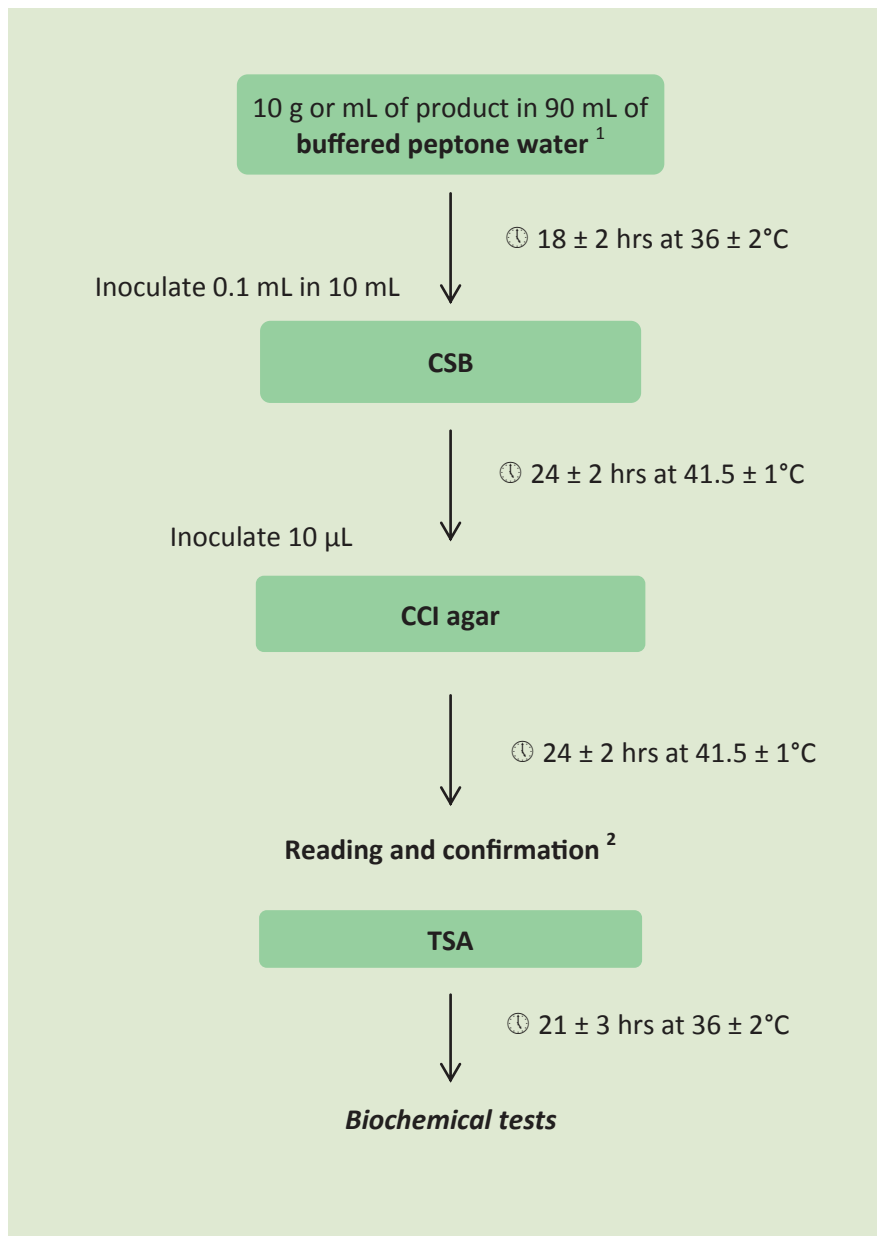 10 g or mL of product in 90 mL of
buffered peptone water 1
🕔 18 ± 2 hrs at 36 ± 2°C
Inoculate 0.1 mL in 10 mL
CSB
🕔 24 ± 2 hrs at 41.5 ± 1°C
Inoculate 10 µL
CCI agar
🕔 24 ± 2 hrs at 41.5 ± 1°C
Reading and confirmation 2
TSA
🕔 21 ± 3 hrs at 36 ± 2°C
Biochemical tests